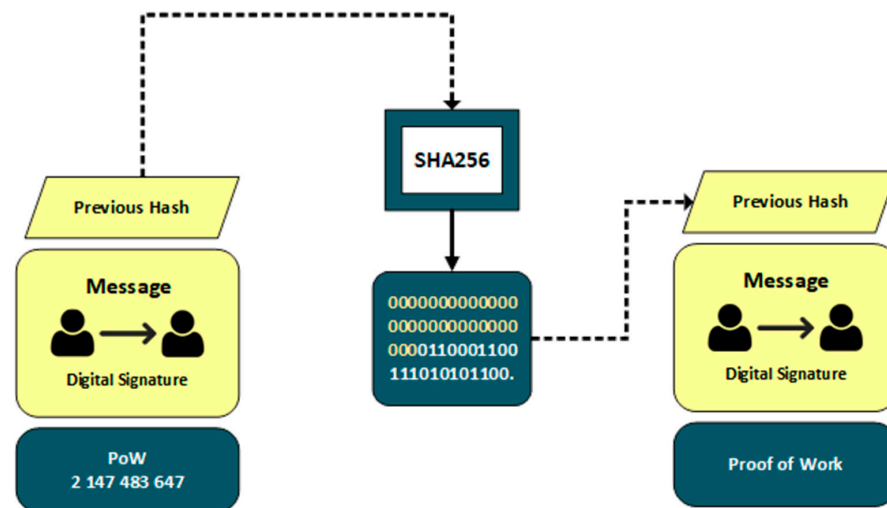 Previous Hash
Message
Digital Signature
PoW
2 147 483 647
SHA256
0000000000000
0000000000000
0000110001100
111010101100.
Previous Hash
Message
Digital Signature
Proof of Work